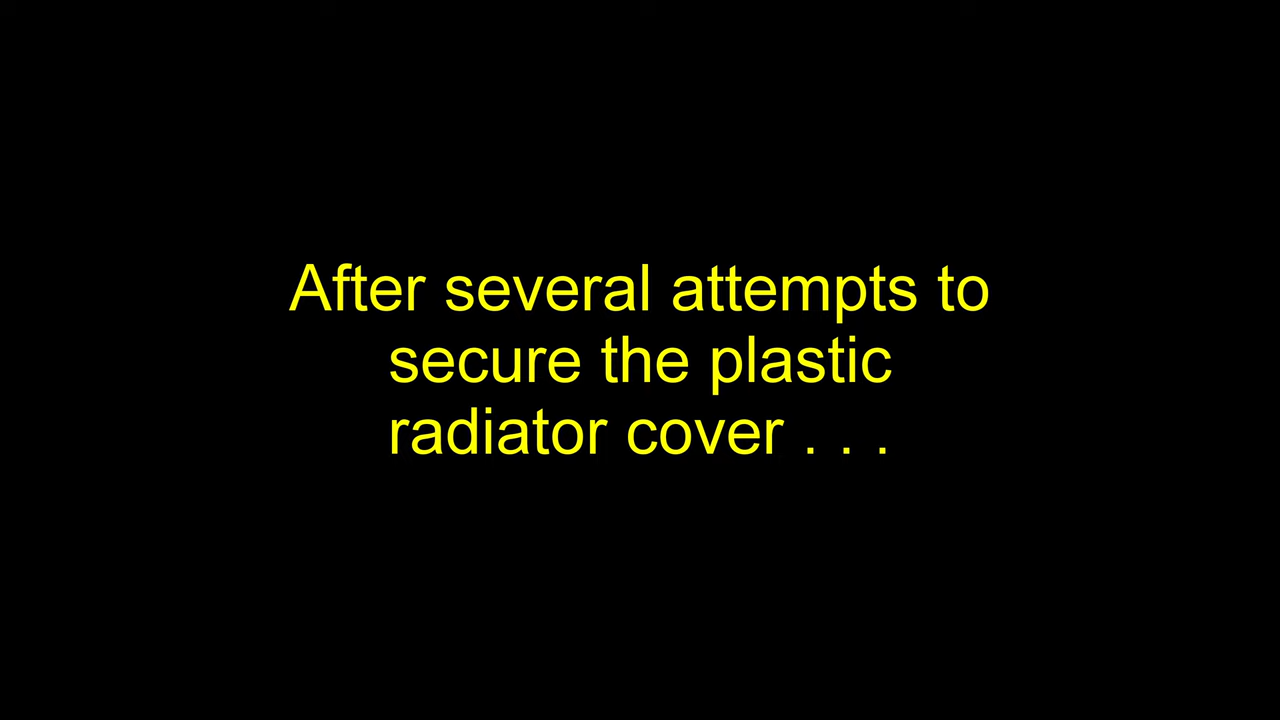 After several attempts to
secure the plastic
radiator cover . . .